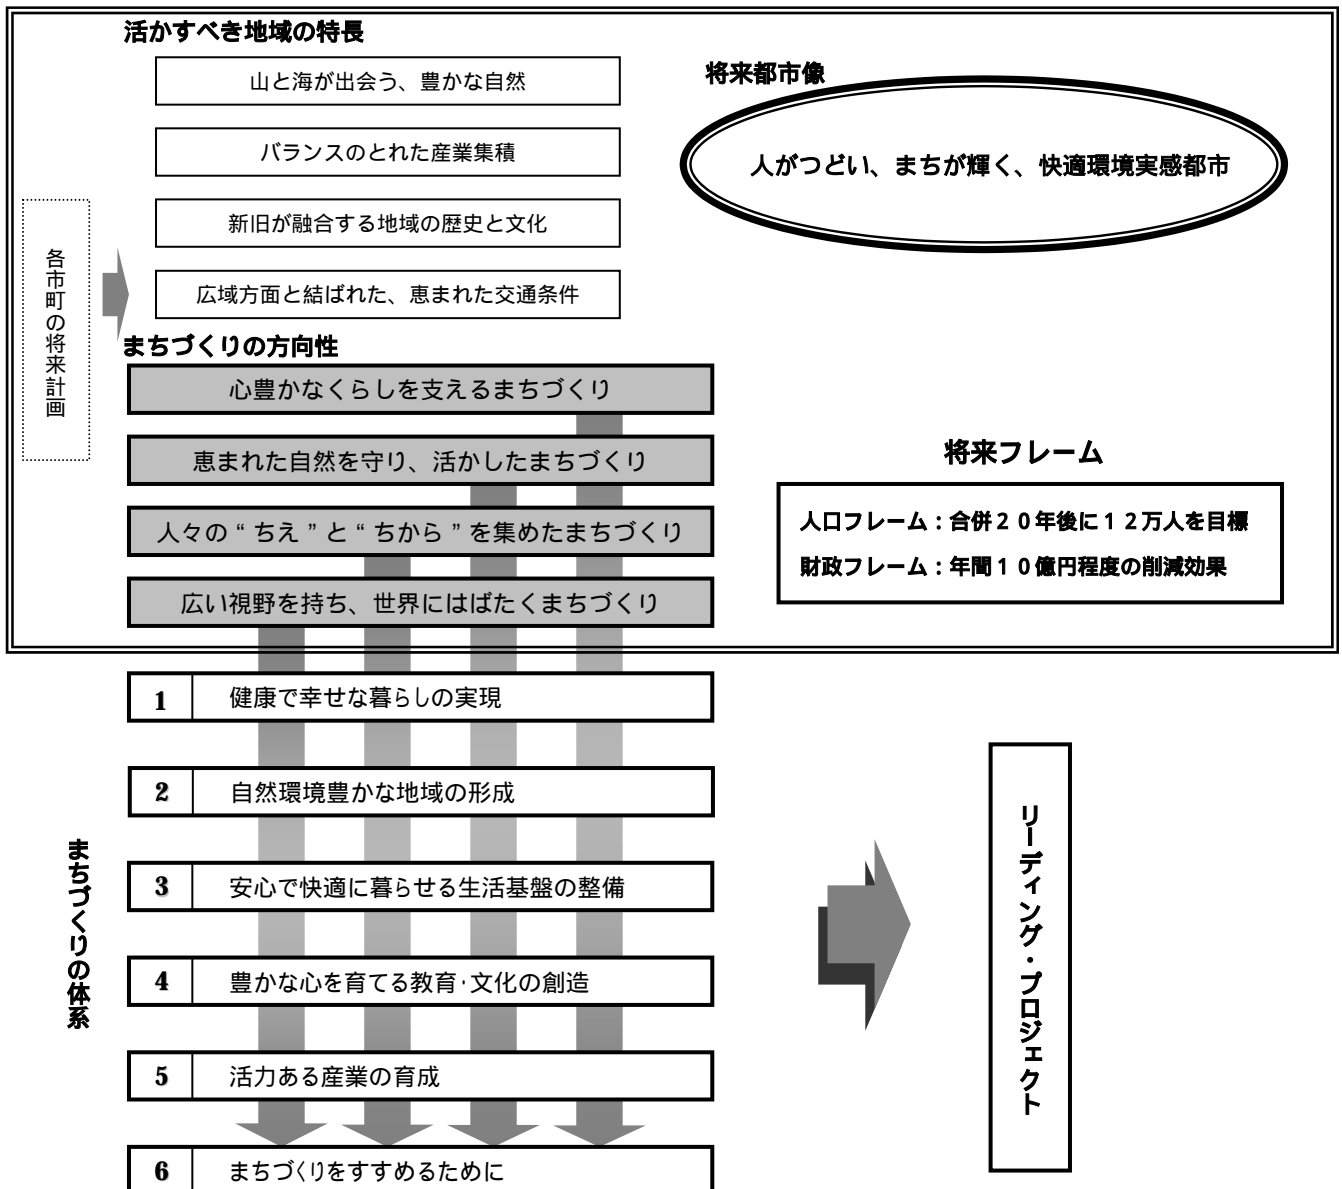 活かすべき地域の特長
山と海が出会う、豊かな自然
バランスのとれた産業集積
新旧が融合する地域の歴史と文化
広域方面と結ばれた、恵まれた交通条件
各市町の将来計画
将来都市像
人がつどい、まちが輝く、快適環境実感都市
まちづくりの方向性
心豊かなくらしを支えるまちづくり
恵まれた自然を守り、活かしたまちづくり
人々の“ちえ”と“ちから”を集めたまちづくり
広い視野を持ち、世界にはばたくまちづくり
将来フレーム
人口フレーム：合併２０年後に１２万人を目標
財政フレーム：年間１０億円程度の削減効果
まちづくりの体系
1 健康で幸せな暮らしの実現
2 自然環境豊かな地域の形成
3 安心で快適に暮らせる生活基盤の整備
4 豊かな心を育てる教育･文化の創造
5 活力ある産業の育成
6 まちづくりをすすめるために
リーディング・プロジェクト